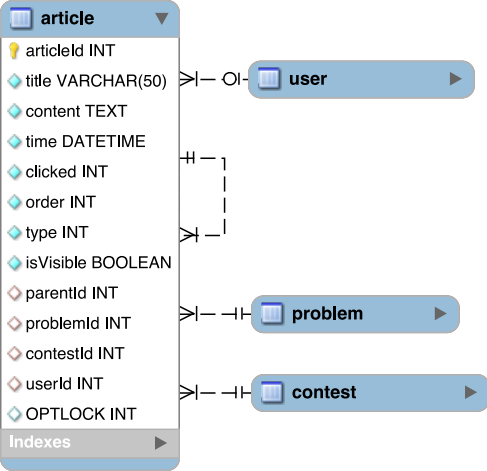 article
articleId INT
title VARCHAR(50)
content TEXT
time DATETIME
clicked INT
order INT
type INT
isVisible BOOLEAN
parentId INT
problemId INT
contestId INT
userId INT
OPTLOCK INT
Indexes
user
problem
contest